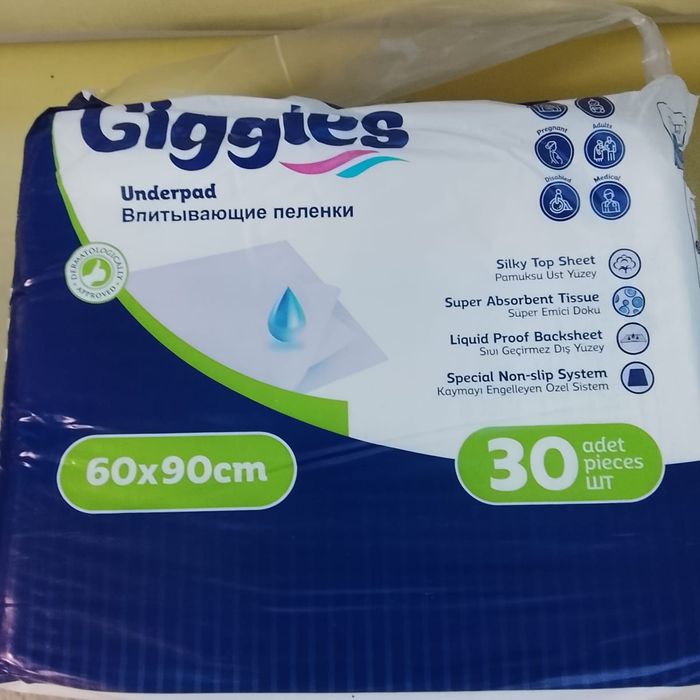 Giggles
Underpad
Впитывающие пеленки
Pregnant
Adults
Disabled
Medical
DERMATOLOGICALLY
• APPROVED •
Silky Top Sheet
Pamuksu Üst Yüzey
Super Absorbent Tissue
Süper Emici Doku
Liquid Proof Backsheet
Sıvı Geçirmez Dış Yüzey
Special Non-slip System
Kaymayı Engelleyen Özel Sistem
60x90cm
30 adet
pieces
ШТ